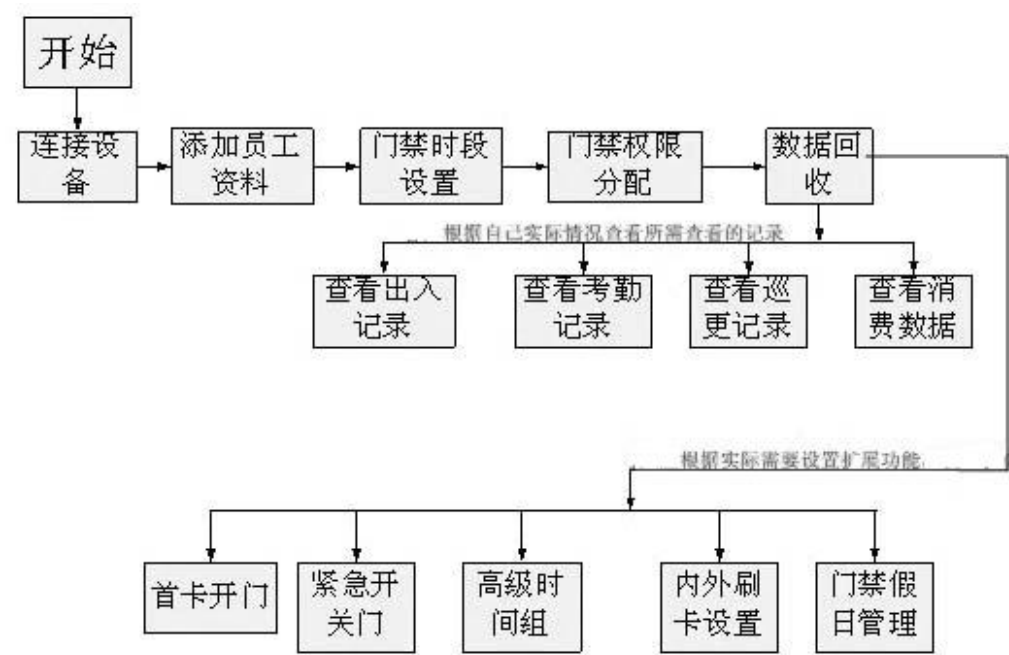 开始
连接设
备
添加员工
资料
门禁时段
设置
门禁权限
分配
数据回
收
根据自己实际情况查看所需查看的记录
查看出入
记录
查看考勤
记录
查看巡
更记录
查看消
费数据
根据实际需要设置扩展功能
首卡开门
紧急开
关门
高级时
间组
内外刷
卡设置
门禁假
日管理